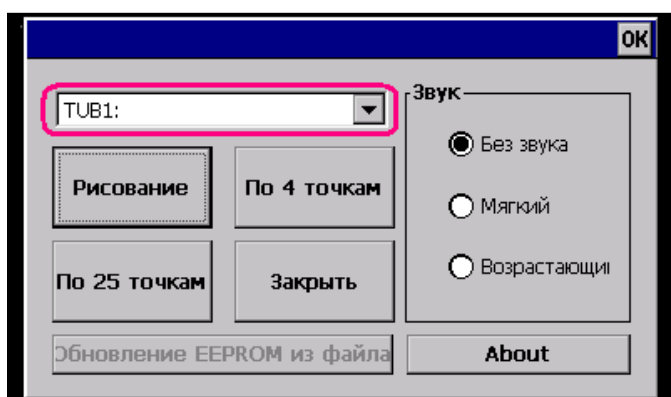 OK
TUB1:
Звук
Без звука
Рисование
По 4 точкам
Мягкий
По 25 точкам
Закрыть
Возрастающи
Обновление EEPROM из файла
About